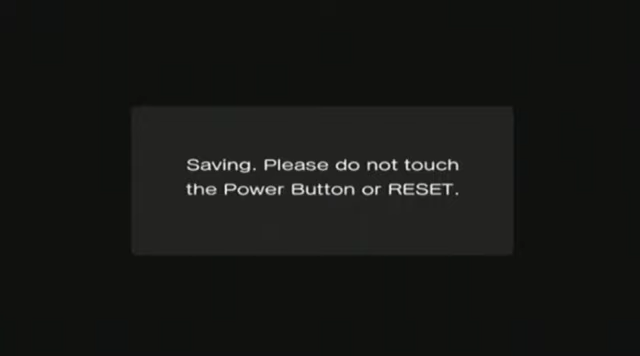 Saving. Please do not touch
the Power Button or RESET.